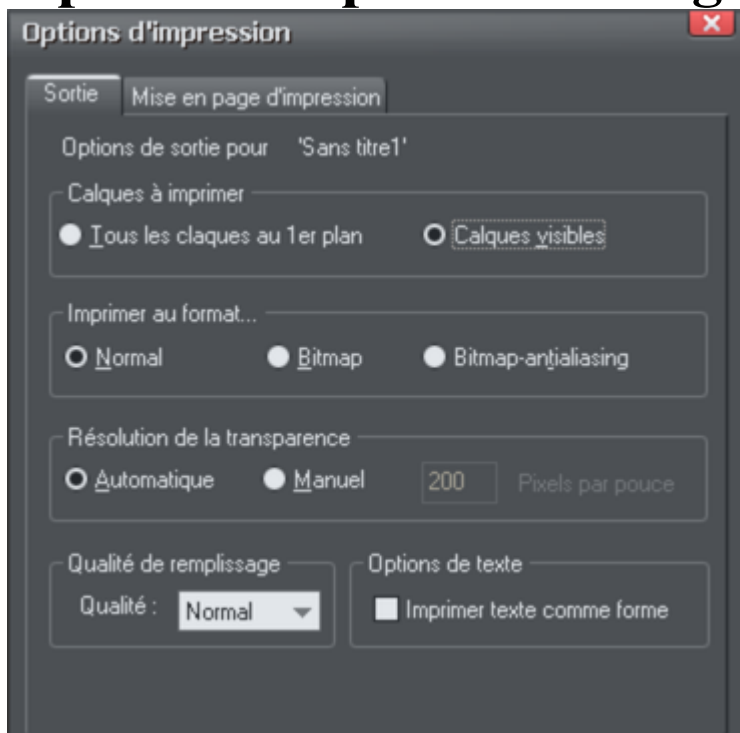 Options d'impression
Sortie Mise en page d'impression
Options de sortie pour 'Sans titre1'
Calques à imprimer
Tous les claques au 1er plan Calques visibles
Imprimer au format...
Normal Bitmap Bitmap-antialiasing
Résolution de la transparence
Automatique Manuel 200 Pixels par pouce
Qualité de remplissage Options de texte
Qualité : Normal Imprimer texte comme forme